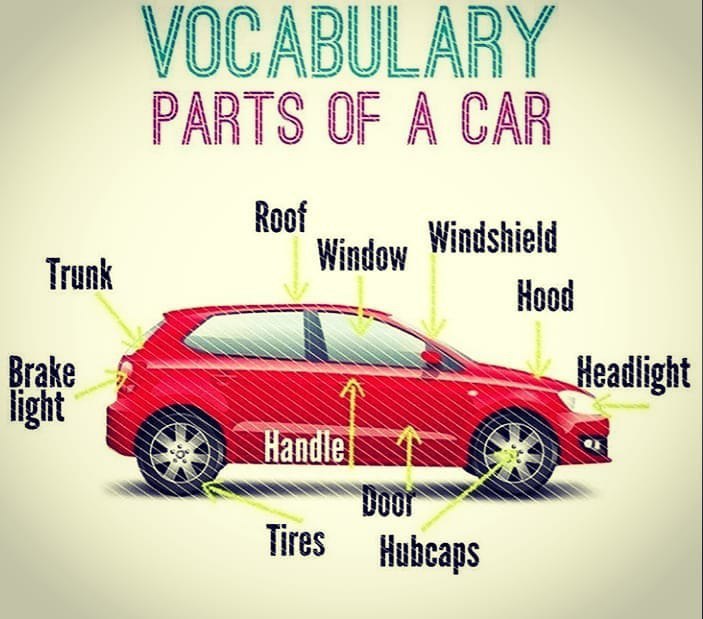 VOCABULARY
PARTS OF A CAR
Roof
Window
Windshield
Trunk
Hood
Brake
light
Headlight
Handle
Door
Tires
Hubcaps